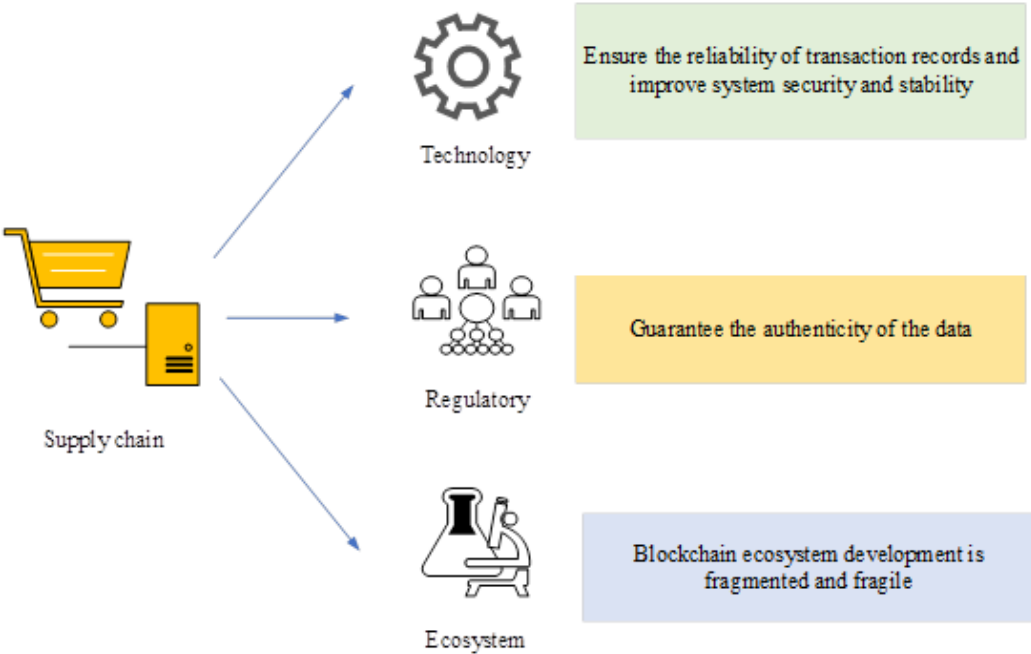 Ensure the reliability of transaction records and
improve system security and stability
Technology
Guarantee the authenticity of the data
Regulatory
Supply chain
Blockchain ecosystem development is
fragmented and fragile
Ecosystem